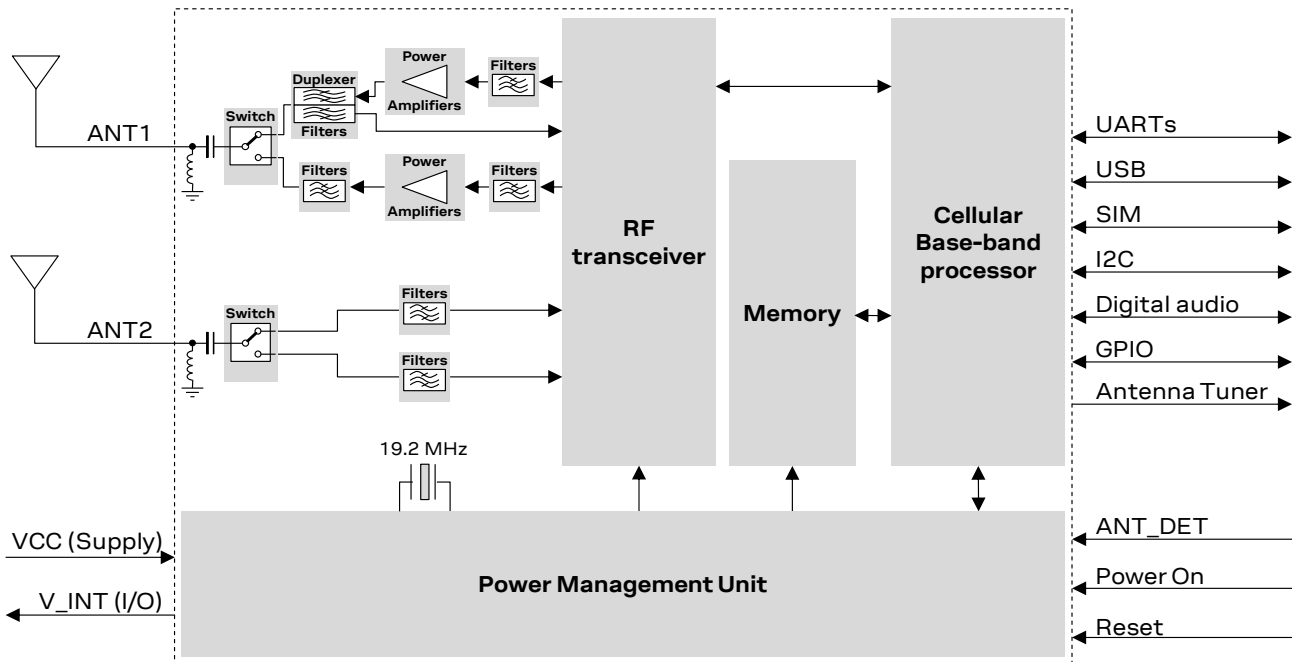 Power
Amplifiers
Filters
Duplexer
Filters
Switch
ANT1
Filters
Power
Amplifiers
Filters
RF
transceiver
Cellular
Base-band
processor
Memory
UARTs
USB
SIM
I2C
Digital audio
GPIO
Antenna Tuner
ANT2
Switch
Filters
Filters
19.2 MHz
VCC (Supply)
V_INT (I/O)
Power Management Unit
ANT_DET
Power On
Reset